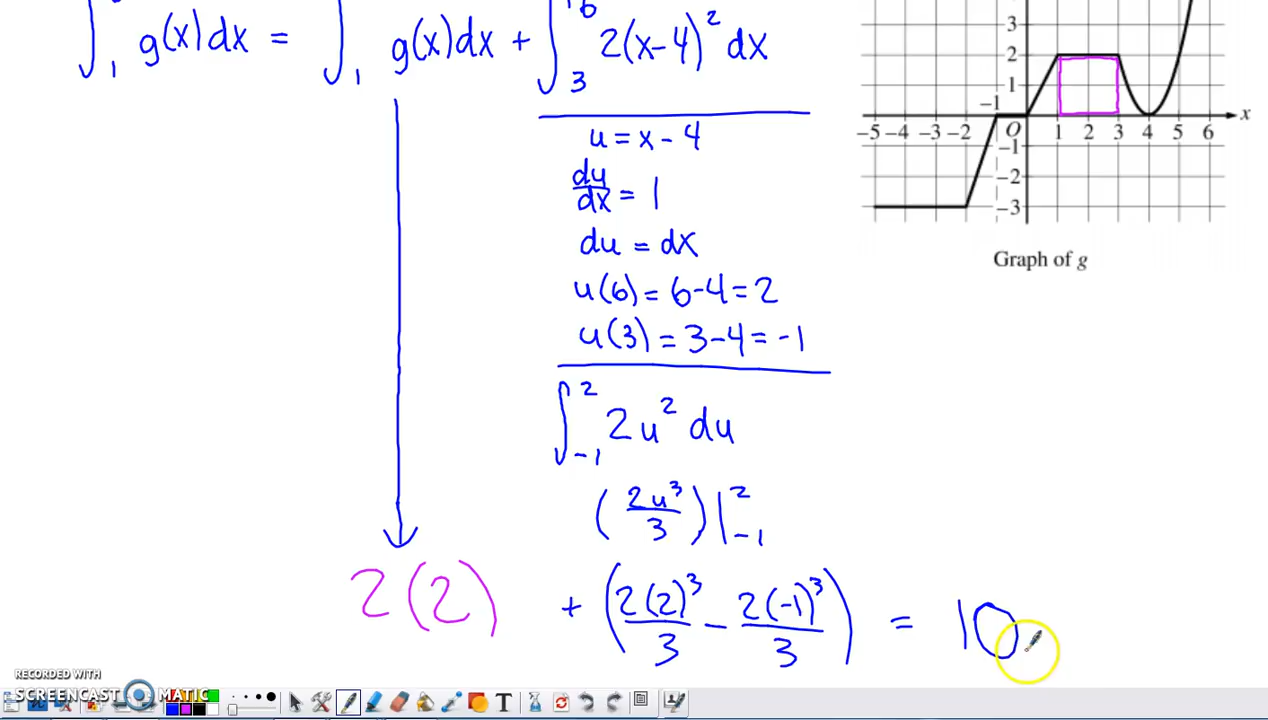 ∫₁ g(x)dx = ∫₁ g(x)dx + ∫₃⁶ 2(x-4)² dx
u = x - 4
du/dx = 1
du = dx
u(6) = 6-4 = 2
u(3) = 3-4 = -1
∫₋₁² 2u² du
(2u³/3)|₋₁²
2(2) + (2(2)³/3 - 2(-1)³/3) = 10
3
2
1
-1
-5 -4 -3 -2 O 1 2 3 4 5 6 x
-1
-2
-3
Graph of g
RECORDED WITH
SCREENCAST MATIC